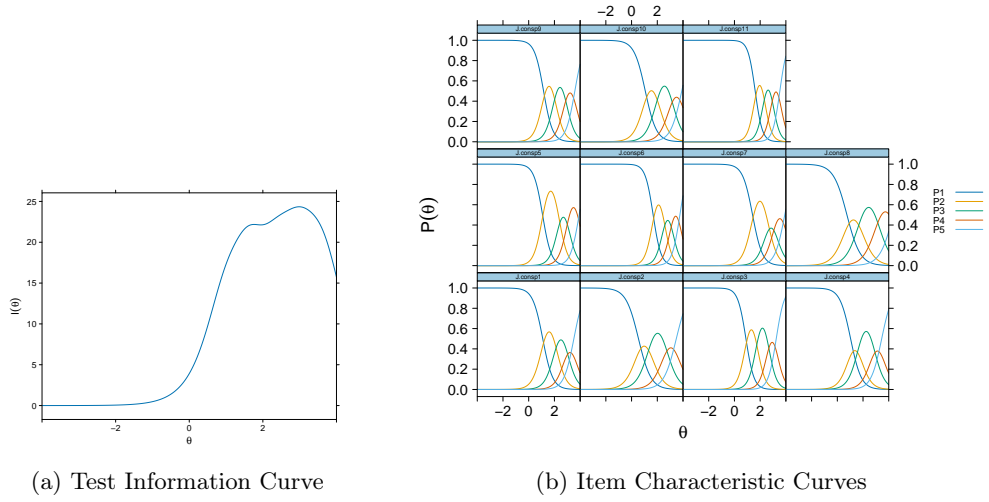 −2 0 2
J.consp9 J.consp10 J.consp11
1.0
0.8
0.6
0.4
0.2
0.0
J.consp5 J.consp6 J.consp7 J.consp8
1.0
0.8
0.6
0.4
0.2
0.0
P(θ)
P1
P2
P3
P4
P5
J.consp1 J.consp2 J.consp3 J.consp4
1.0
0.8
0.6
0.4
0.2
0.0
−2 0 2 −2 0 2
θ
25
20
15
10
5
0
I(θ)
−2 0 2
θ
(a) Test Information Curve
(b) Item Characteristic Curves